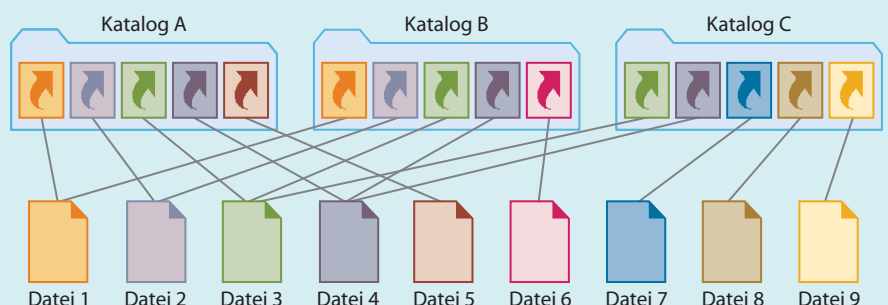 Katalog A Katalog B Katalog C
Datei 1 Datei 2 Datei 3 Datei 4 Datei 5 Datei 6 Datei 7 Datei 8 Datei 9